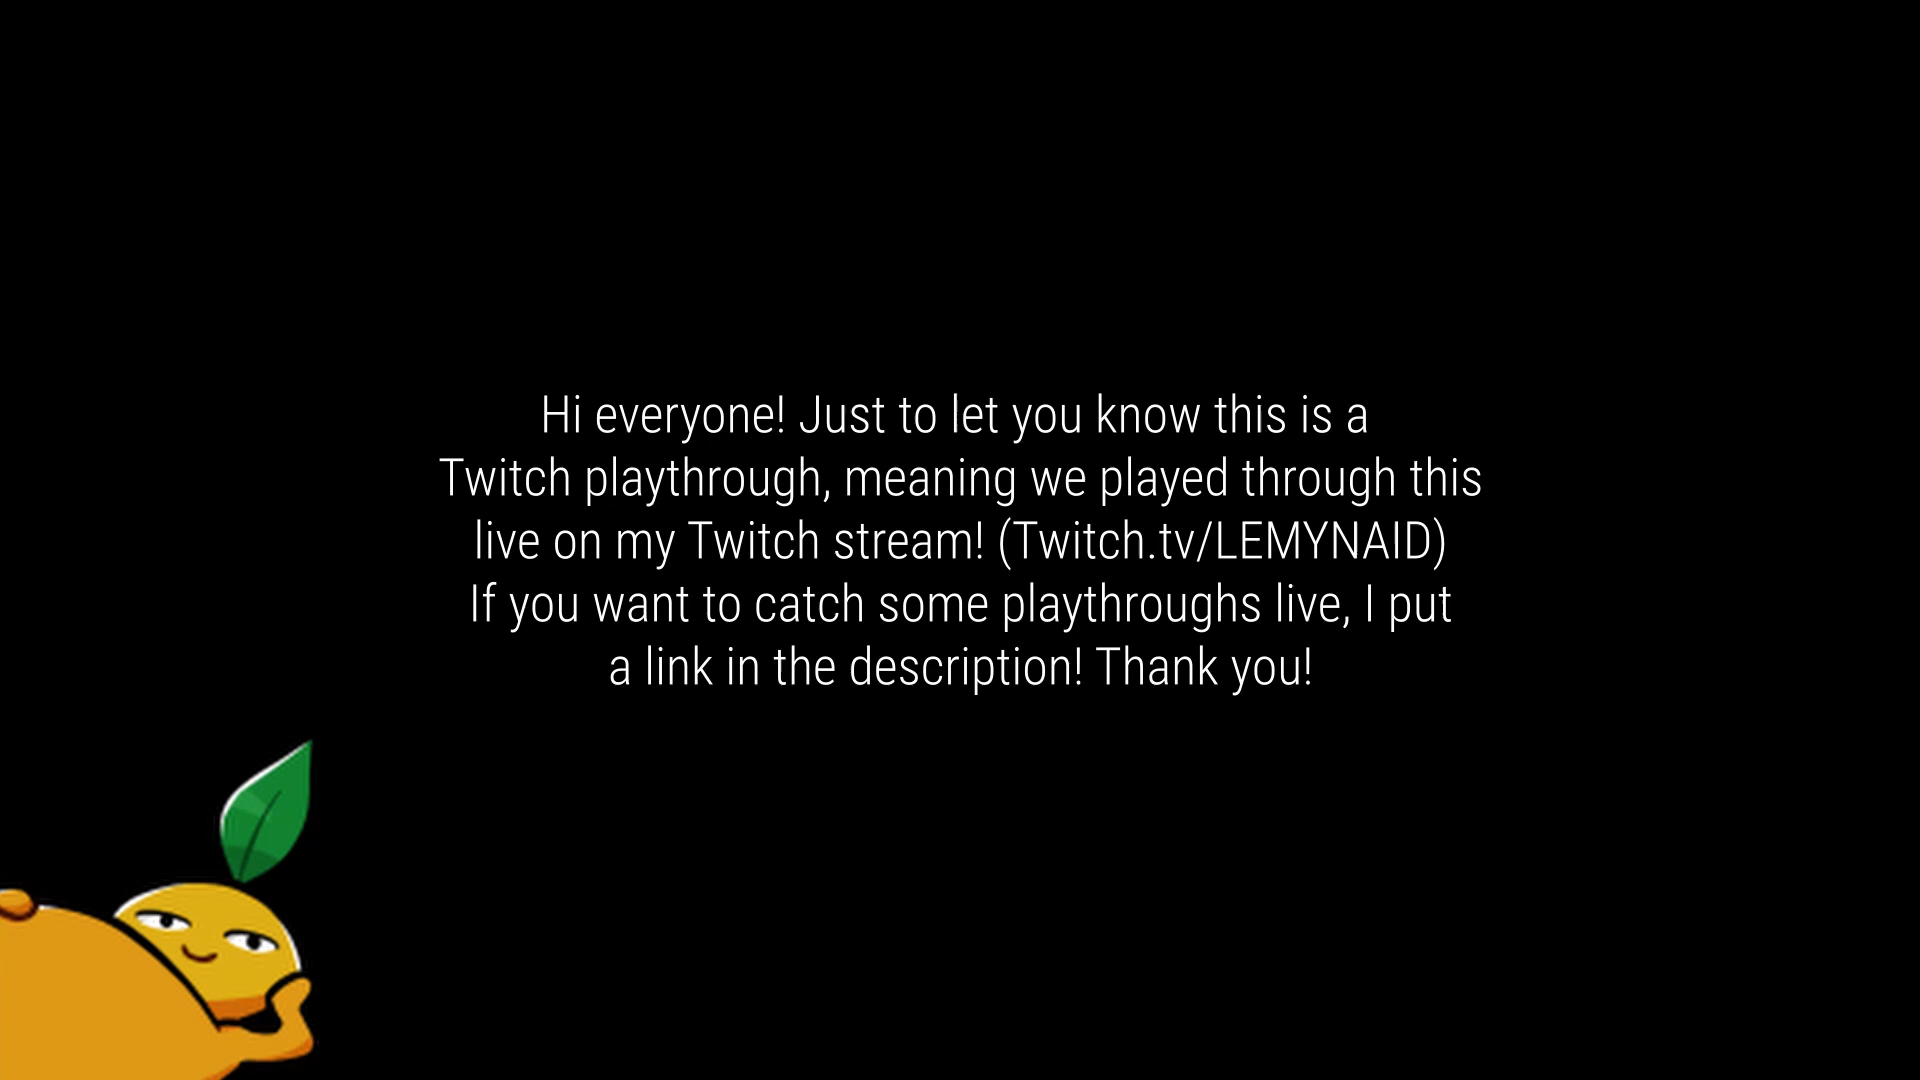 Hi everyone! Just to let you know this is a
Twitch playthrough, meaning we played through this
live on my Twitch stream! (Twitch.tv/LEMYNAID)
If you want to catch some playthroughs live, I put
a link in the description! Thank you!